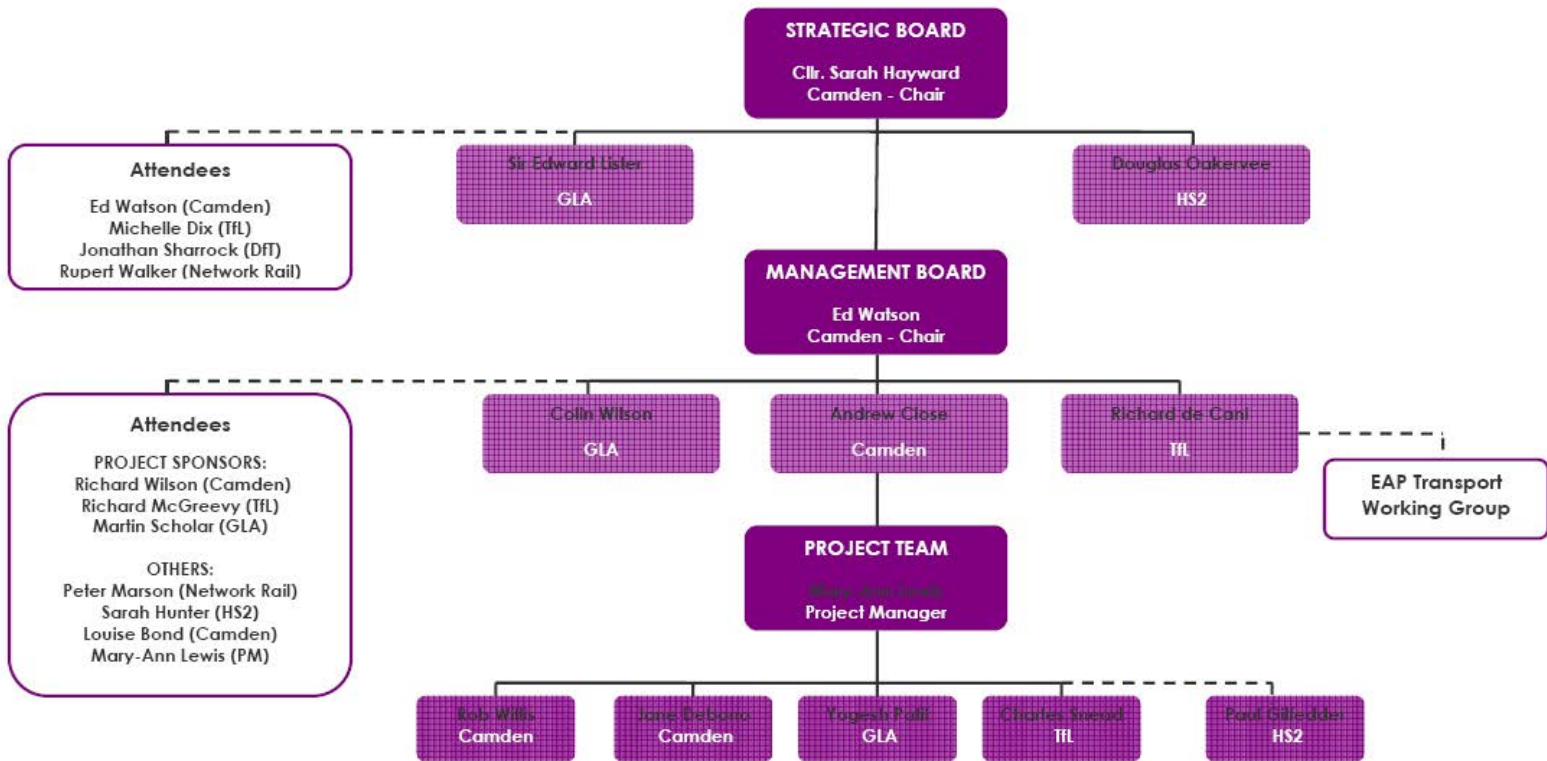 STRATEGIC BOARD
Cllr. Sarah Hayward
Camden - Chair
Attendees
Ed Watson (Camden)
Michelle Dix (TfL)
Jonathan Sharrock (DfT)
Rupert Walker (Network Rail)
Sir Edward Lister
GLA
Douglas Oakervee
HS2
MANAGEMENT BOARD
Ed Watson
Camden - Chair
Attendees
PROJECT SPONSORS:
Richard Wilson (Camden)
Richard McGreevy (TfL)
Martin Scholar (GLA)
OTHERS:
Peter Marson (Network Rail)
Sarah Hunter (HS2)
Louise Bond (Camden)
Mary-Ann Lewis (PM)
Colin Wilson
GLA
Andrew Close
Camden
Richard de Cani
TfL
EAP Transport
Working Group
PROJECT TEAM
Mary-Ann Lewis
Project Manager
Rob Willis
Camden
Jane Debono
Camden
Yogesh Patil
GLA
Charles Snead
TfL
Paul Gilfedder
HS2